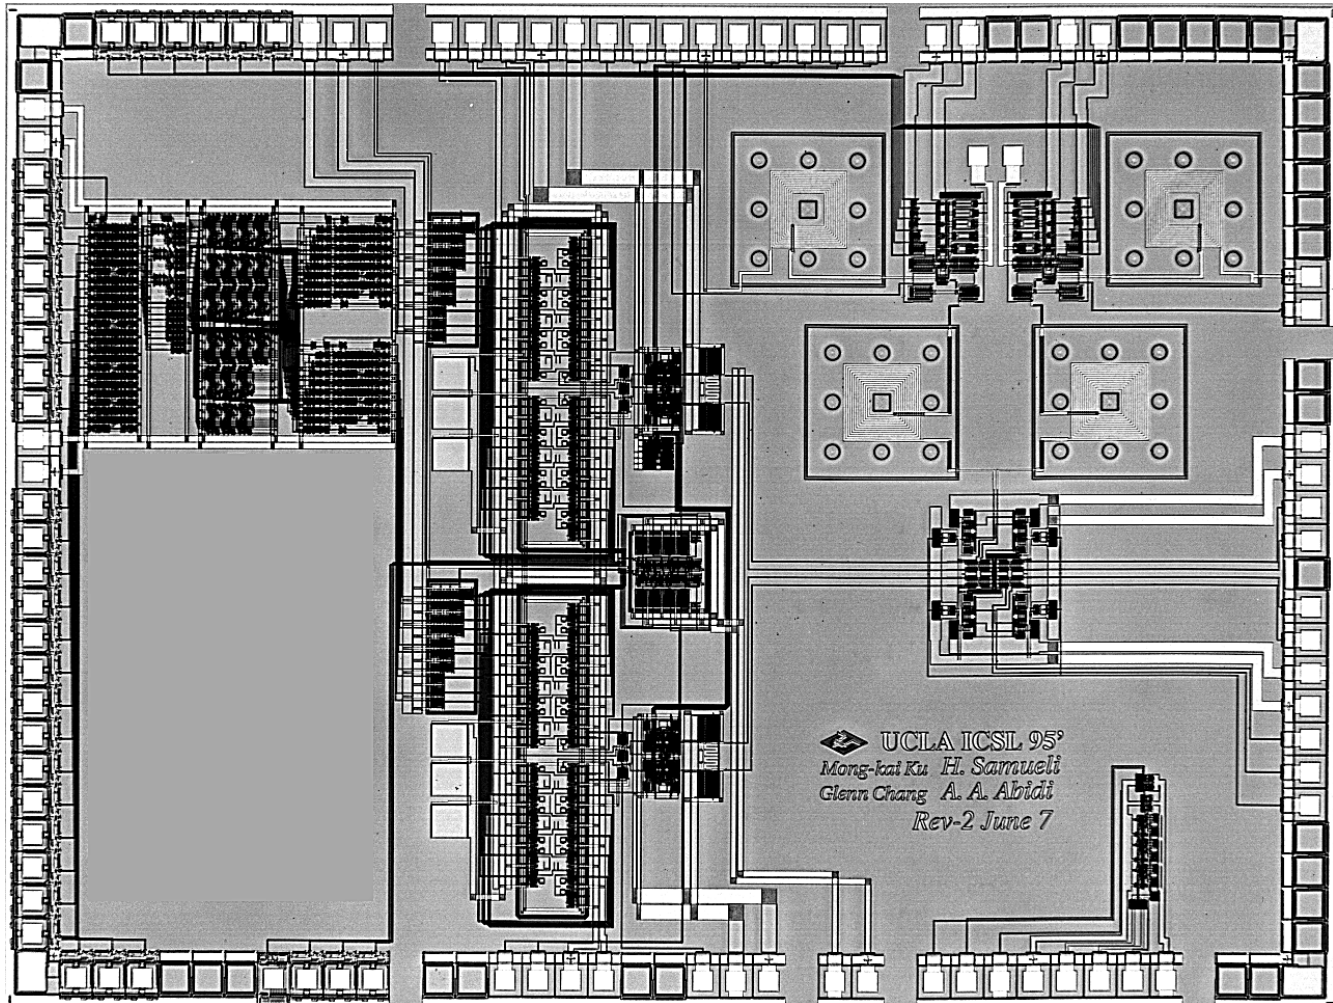 UCLA ICSL 95’
Mong-kai Ku H. Samueli
Glenn Chang A. A. Abidi
Rev-2 June 7